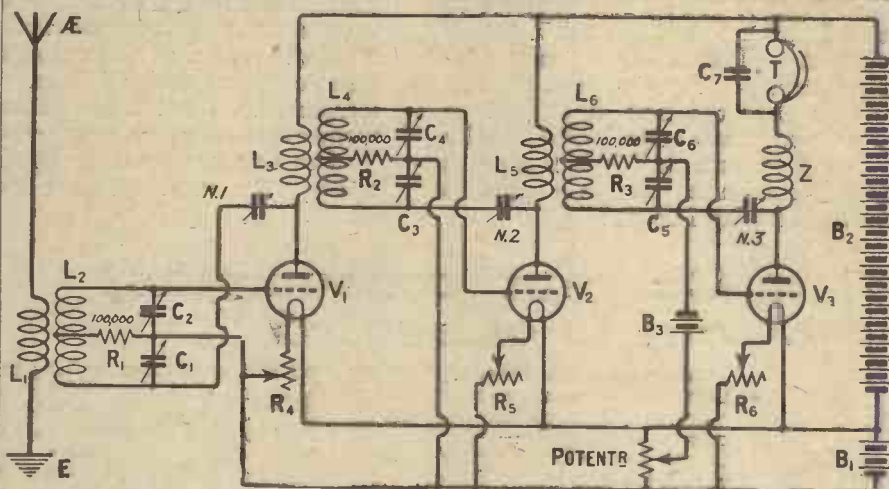 Æ.
C₇
T
L₄
L₆
C₄
C₆
L₃
100,000
L₅
100,000
R₂
R₃
Z
N.1
C₃
N.2
C₅
N.3
B₂
L₂
V₁
V₂
V₃
100,000
C₂
B₃
L₁
R₁
C₁
R₄
R₅
R₆
POTENTR
B₁
E